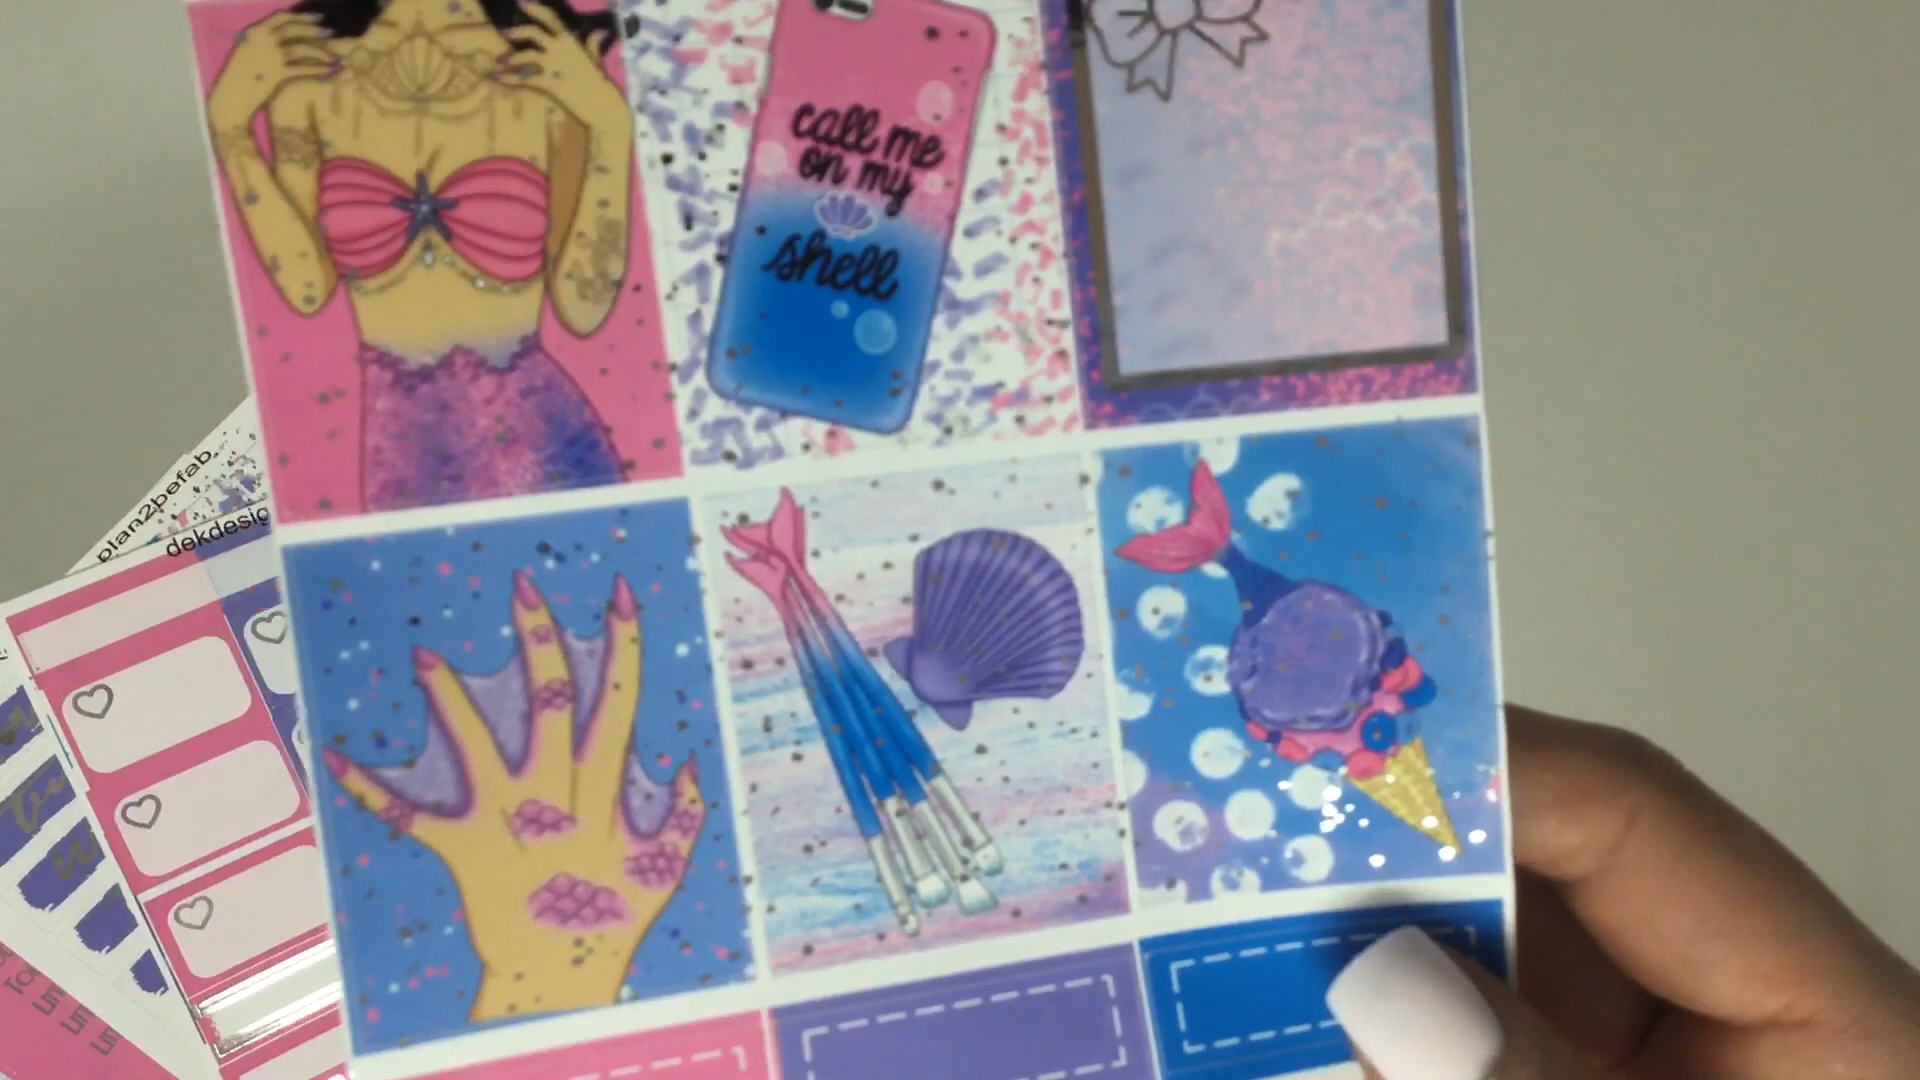 call me
on my
shell
plan2befab
dekdesig